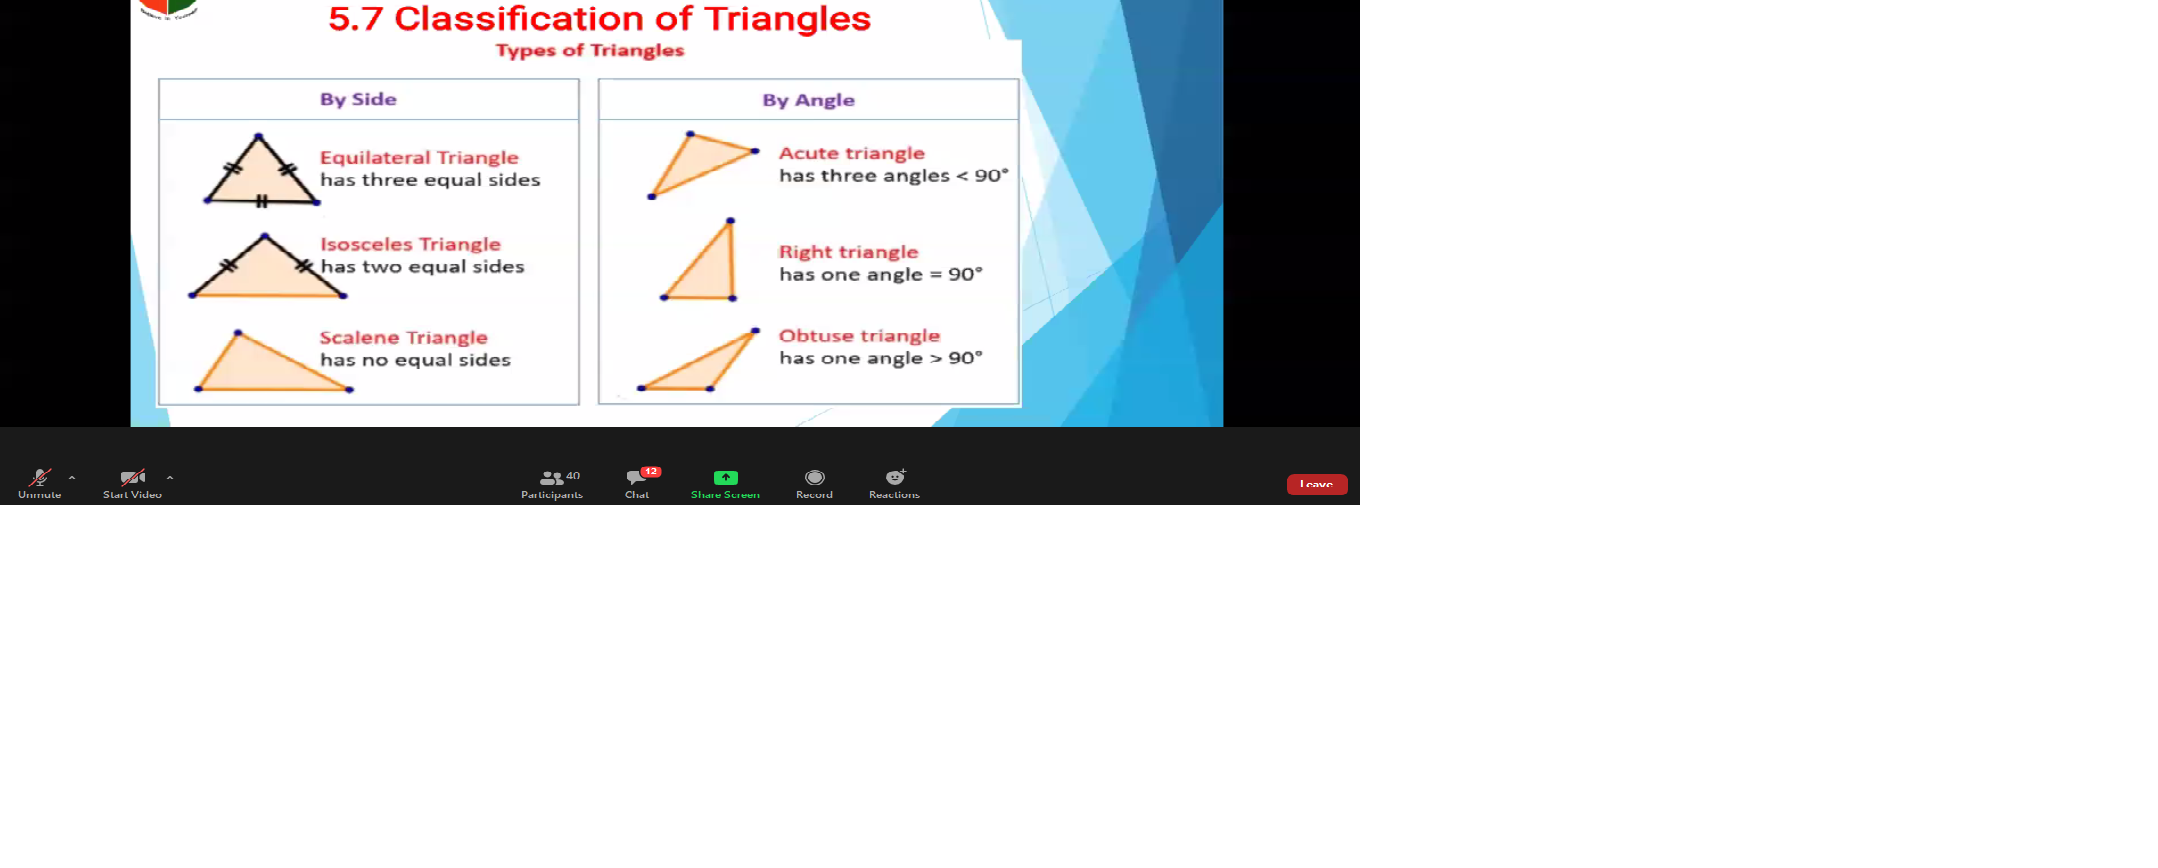 5.7 Classification of Triangles
Types of Triangles
By Side
Equilateral Triangle
has three equal sides
Isosceles Triangle
has two equal sides
Scalene Triangle
has no equal sides
By Angle
Acute triangle
has three angles < 90°
Right triangle
has one angle = 90°
Obtuse triangle
has one angle > 90°
Unmute
Start Video
40
Participants
12
Chat
Share Screen
Record
Reactions
Leave